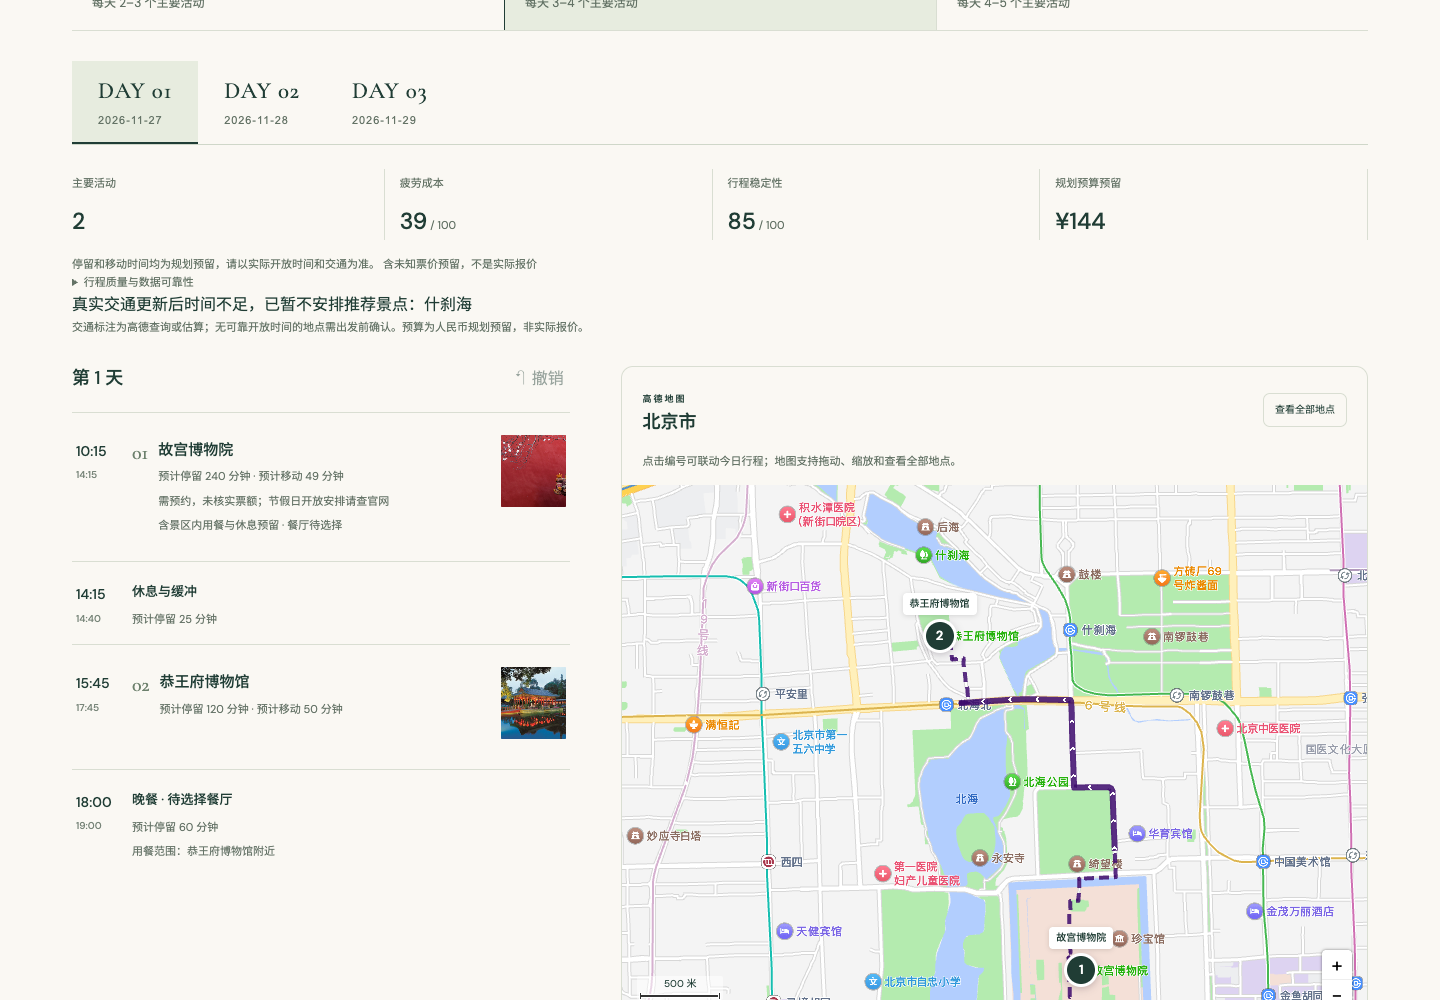 每天 2–3 个主要活动
每天 3–4 个主要活动
每天 4–5 个主要活动
DAY 01
2026-11-27
DAY 02
2026-11-28
DAY 03
2026-11-29
主要活动
2
疲劳成本
39 / 100
行程稳定性
85 / 100
规划预算预留
¥144
停留和移动时间均为规划预留，请以实际开放时间和交通为准。 含未知票价预留，不是实际报价
行程质量与数据可靠性
真实交通更新后时间不足，已暂不安排推荐景点：什刹海
交通标注为高德查询或估算；无可靠开放时间的地点需出发前确认。预算为人民币规划预留，非实际报价。
第 1 天
撤销
10:15
14:15
01
故宫博物院
预计停留 240 分钟 · 预计移动 49 分钟
需预约，未核实票额；节假日开放安排请查官网
含景区内用餐与休息预留 · 餐厅待选择
14:15
14:40
休息与缓冲
预计停留 25 分钟
15:45
17:45
02
恭王府博物馆
预计停留 120 分钟 · 预计移动 50 分钟
18:00
19:00
晚餐 · 待选择餐厅
预计停留 60 分钟
用餐范围：恭王府博物馆附近
高德地图
北京市
查看全部地点
点击编号可联动今日行程；地图支持拖动、缩放和查看全部地点。
积水潭医院
(新街口院区)
后海
什刹海
新街口百货
鼓楼
方砖厂69
号炸酱面
北
19号线
恭王府博物馆
2
恭王府博物馆
什刹海
南锣鼓巷
平安里
北海北
6号线
南锣鼓巷
满恒記
北京市第一
五六中学
北京中医医院
国医文化大厦
北海公园
北海
妙应寺白塔
华育宾馆
西四
第一医院
妇产儿童医院
永安寺
绮望楼
中国美术馆
天健宾馆
金茂万丽酒店
故宫博物院
珍宝馆
1
故宫博物院
北京市自忠小学
500 米
金鱼胡同
+
−